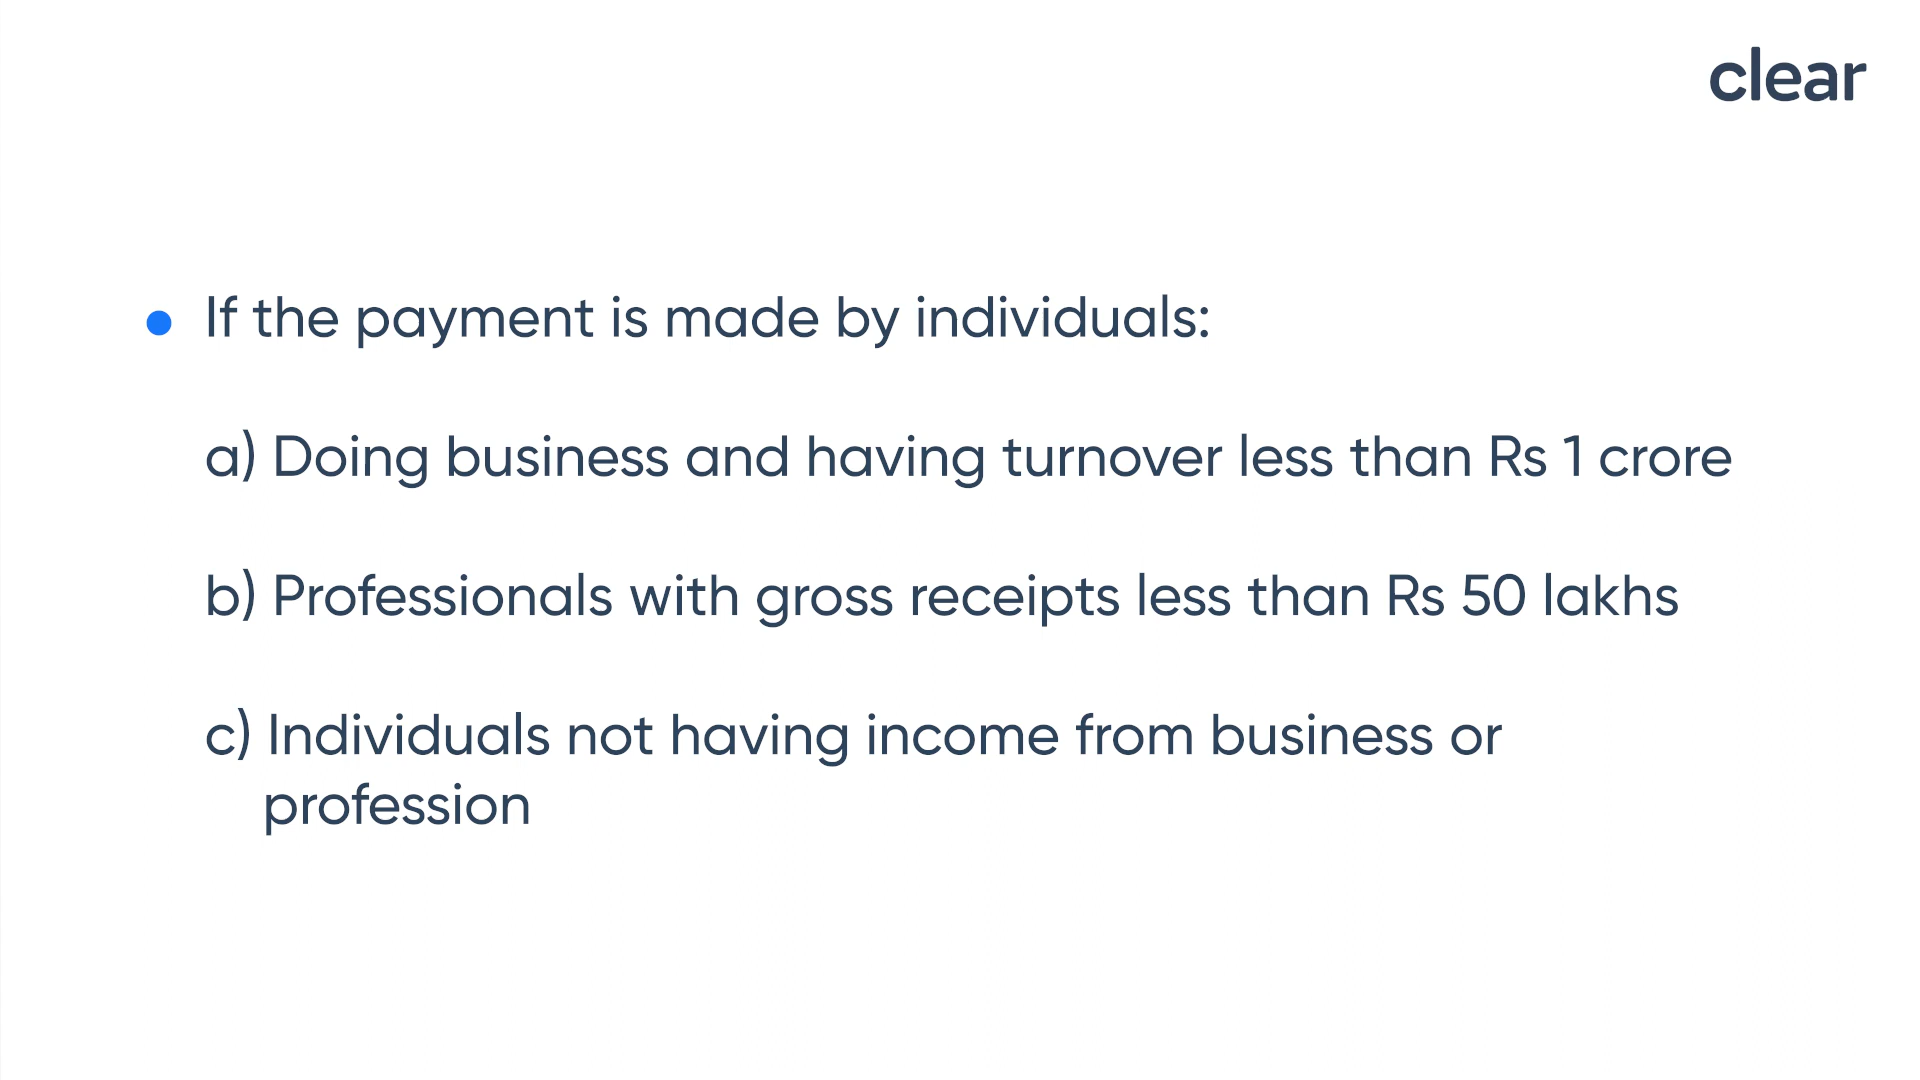 clear
If the payment is made by individuals:
a) Doing business and having turnover less than Rs 1 crore
b) Professionals with gross receipts less than Rs 50 lakhs
c) Individuals not having income from business or
profession